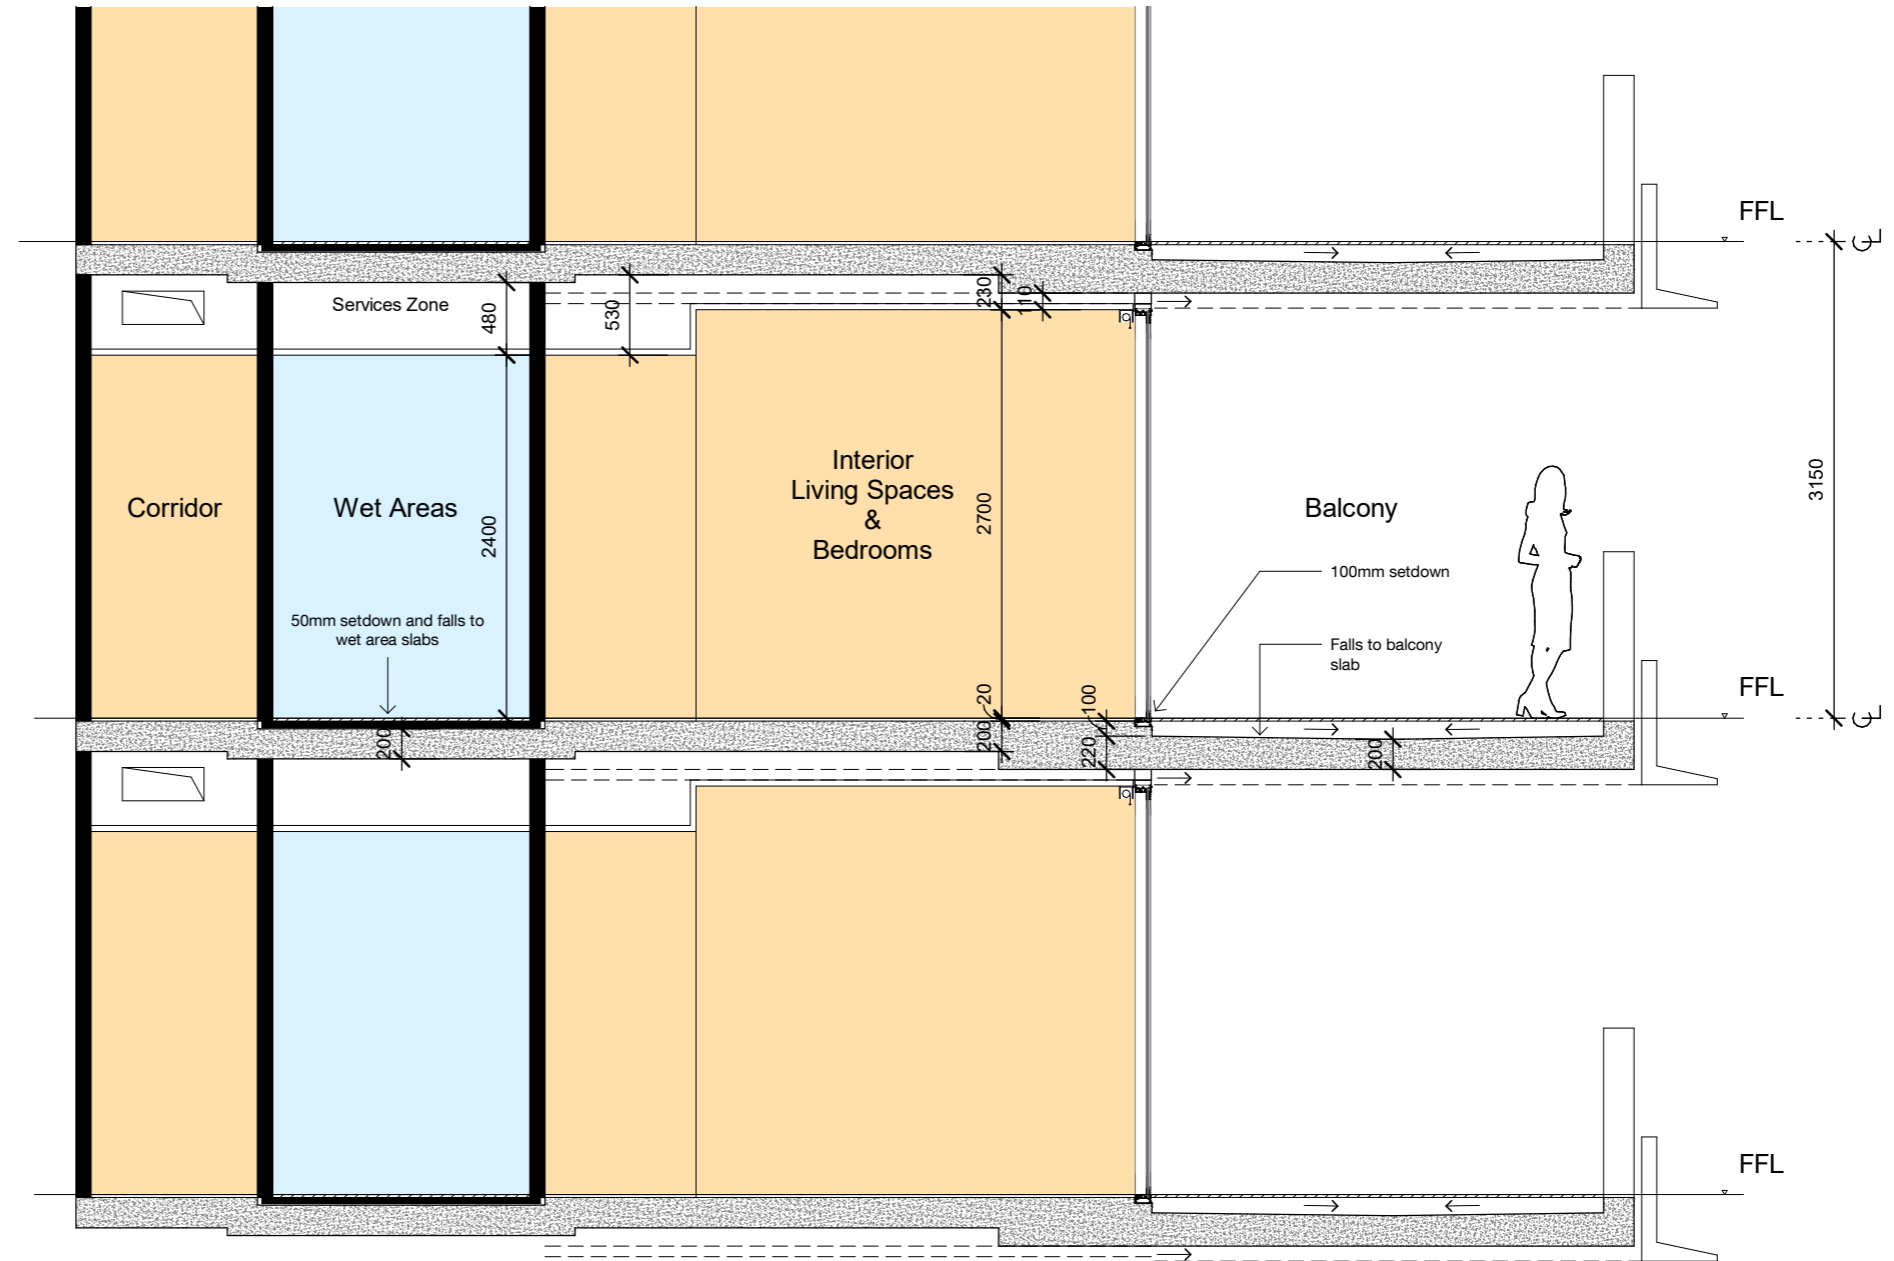 FFL
℄
Services Zone
480
530
230
110
3150
Corridor
Wet Areas
2400
Interior
Living Spaces
&
Bedrooms
2700
Balcony
100mm setdown
50mm setdown and falls to
wet area slabs
Falls to balcony
slab
20
100
FFL
℄
200
200
220
200
FFL